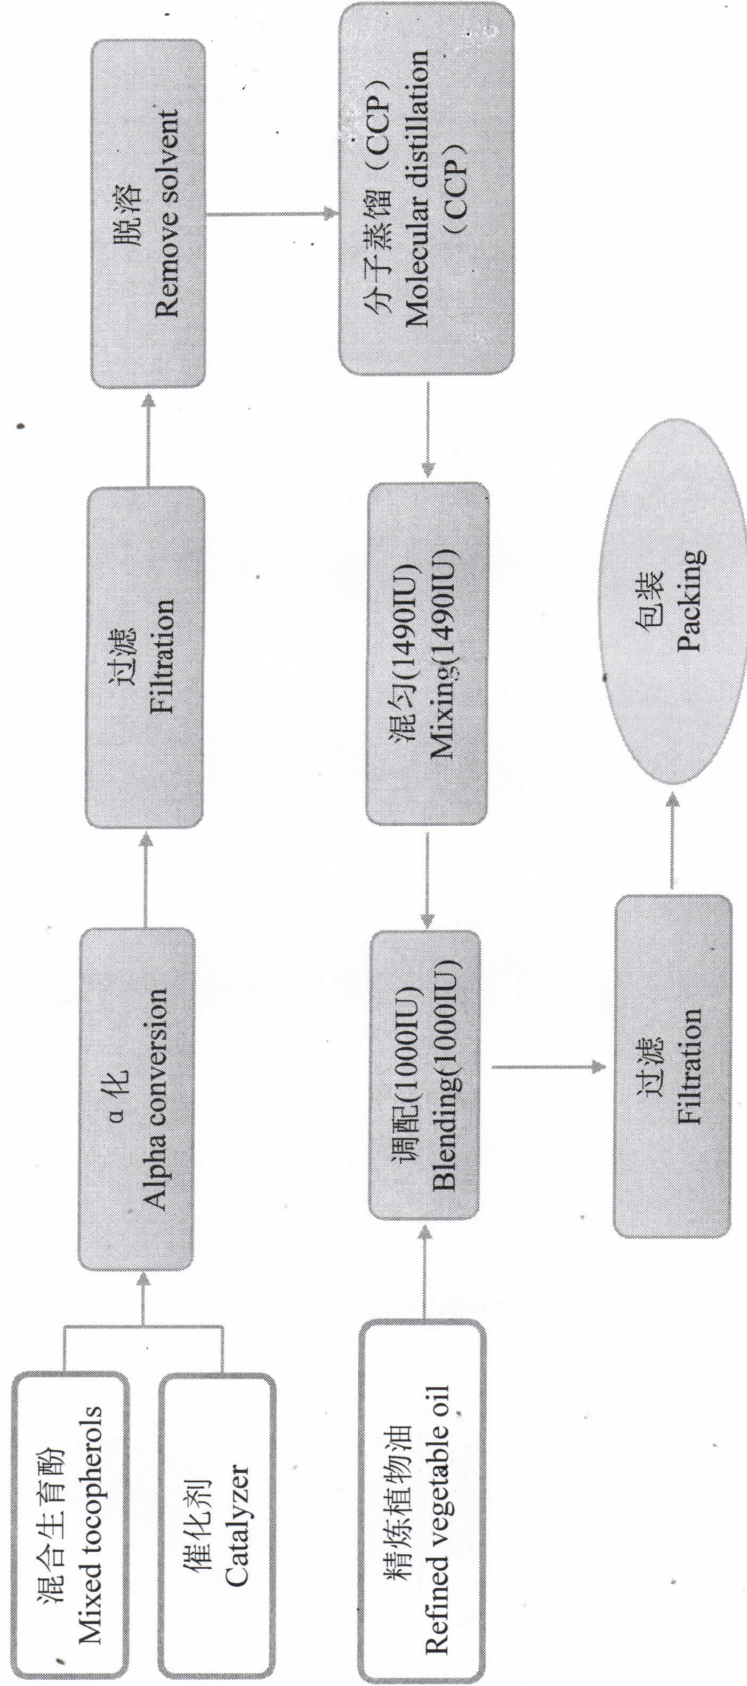 混合生育酚
Mixed tocopherols
催化剂
Catalyzer
α化
Alpha conversion
过滤
Filtration
脱溶
Remove solvent
分子蒸馏（CCP）
Molecular distillation
（CCP）
混匀(1490IU)
Mixing(1490IU)
精炼植物油
Refined vegetable oil
调配(1000IU)
Blending(1000IU)
过滤
Filtration
包装
Packing